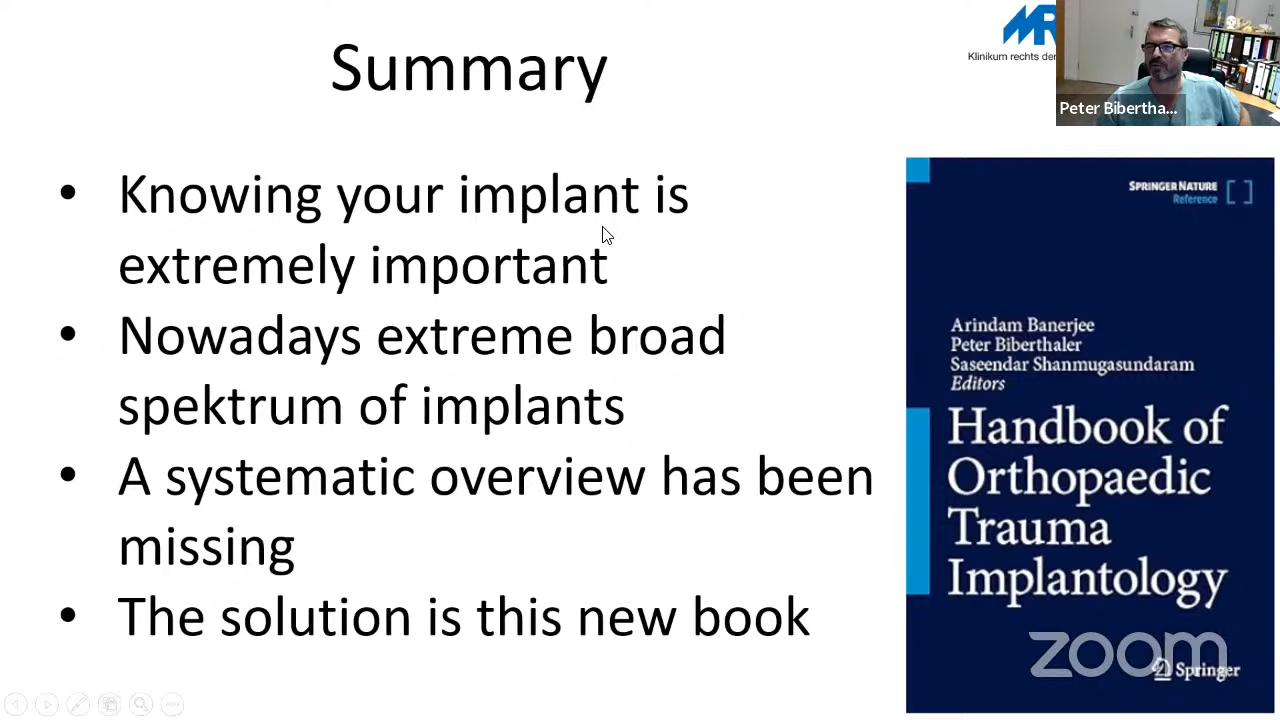 Summary
MR
Klinikum rechts der
Peter Bibertha...
• Knowing your implant is
extremely important
• Nowadays extreme broad
spektrum of implants
• A systematic overview has been
missing
• The solution is this new book
SPRINGER NATURE
Reference
Arindam Banerjee
Peter Biberthaler
Saseendar Shanmugasundaram
Editors
Handbook of
Orthopaedic
Trauma
Implantology
zoom
Springer